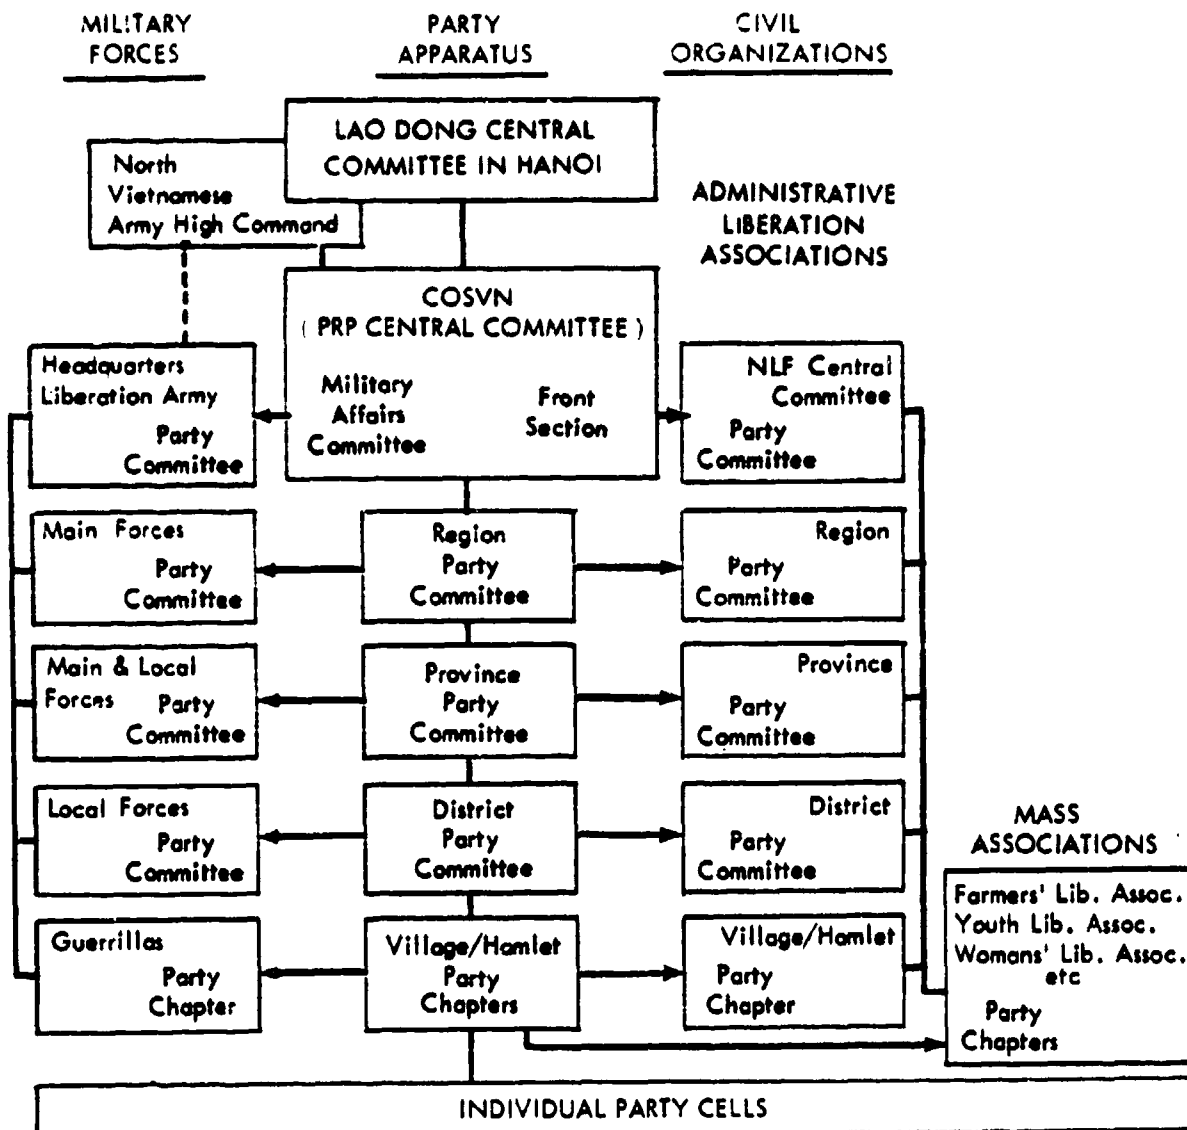 MILITARY
FORCES
PARTY
APPARATUS
CIVIL
ORGANIZATIONS
LAO DONG CENTRAL
COMMITTEE IN HANOI
North
Vietnamese
Army High Command
ADMINISTRATIVE
LIBERATION
ASSOCIATIONS
COSVN
( PRP CENTRAL COMMITTEE )
Military
Affairs
Committee
Front
Section
Headquarters
Liberation Army
Party
Committee
NLF Central
Committee
Party
Committee
Main Forces
Party
Committee
Region
Party
Committee
Region
Party
Committee
Main & Local
Forces Party
Committee
Province
Party
Committee
Province
Party
Committee
Local Forces
Party
Committee
District
Party
Committee
District
Party
Committee
MASS
ASSOCIATIONS
Farmers' Lib. Assoc.
Youth Lib. Assoc.
Womans' Lib. Assoc.
etc
Party
Chapters
Guerrillas
Party
Chapter
Village/Hamlet
Party
Chapters
Village/Hamlet
Party
Chapter
INDIVIDUAL PARTY CELLS